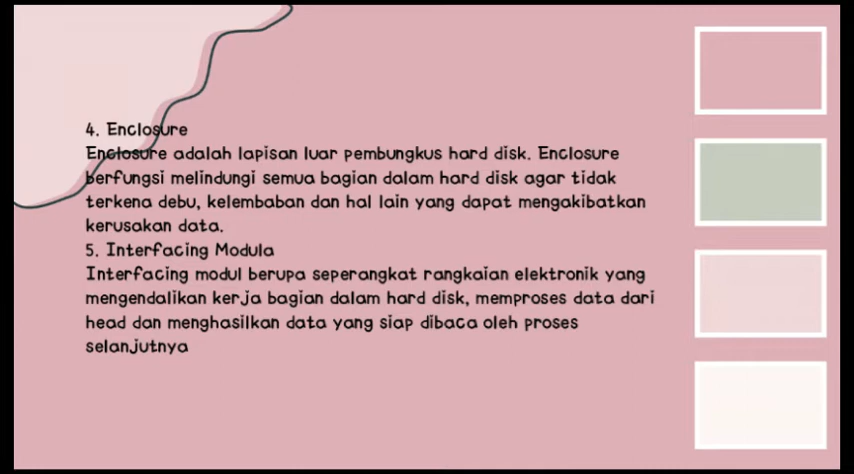 4. Enclosure
Enclosure adalah lapisan luar pembungkus hard disk. Enclosure
berfungsi melindungi semua bagian dalam hard disk agar tidak
terkena debu, kelembaban dan hal lain yang dapat mengakibatkan
kerusakan data.
5. Interfacing Modula
Interfacing modul berupa seperangkat rangkaian elektronik yang
mengendalikan kerja bagian dalam hard disk, memproses data dari
head dan menghasilkan data yang siap dibaca oleh proses
selanjutnya